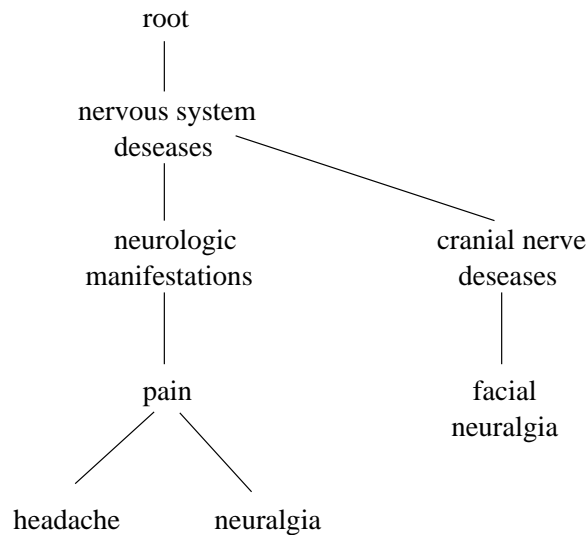 root
nervous system
deseases
neurologic
manifestations
cranial nerve
deseases
pain
facial
neuralgia
headache
neuralgia